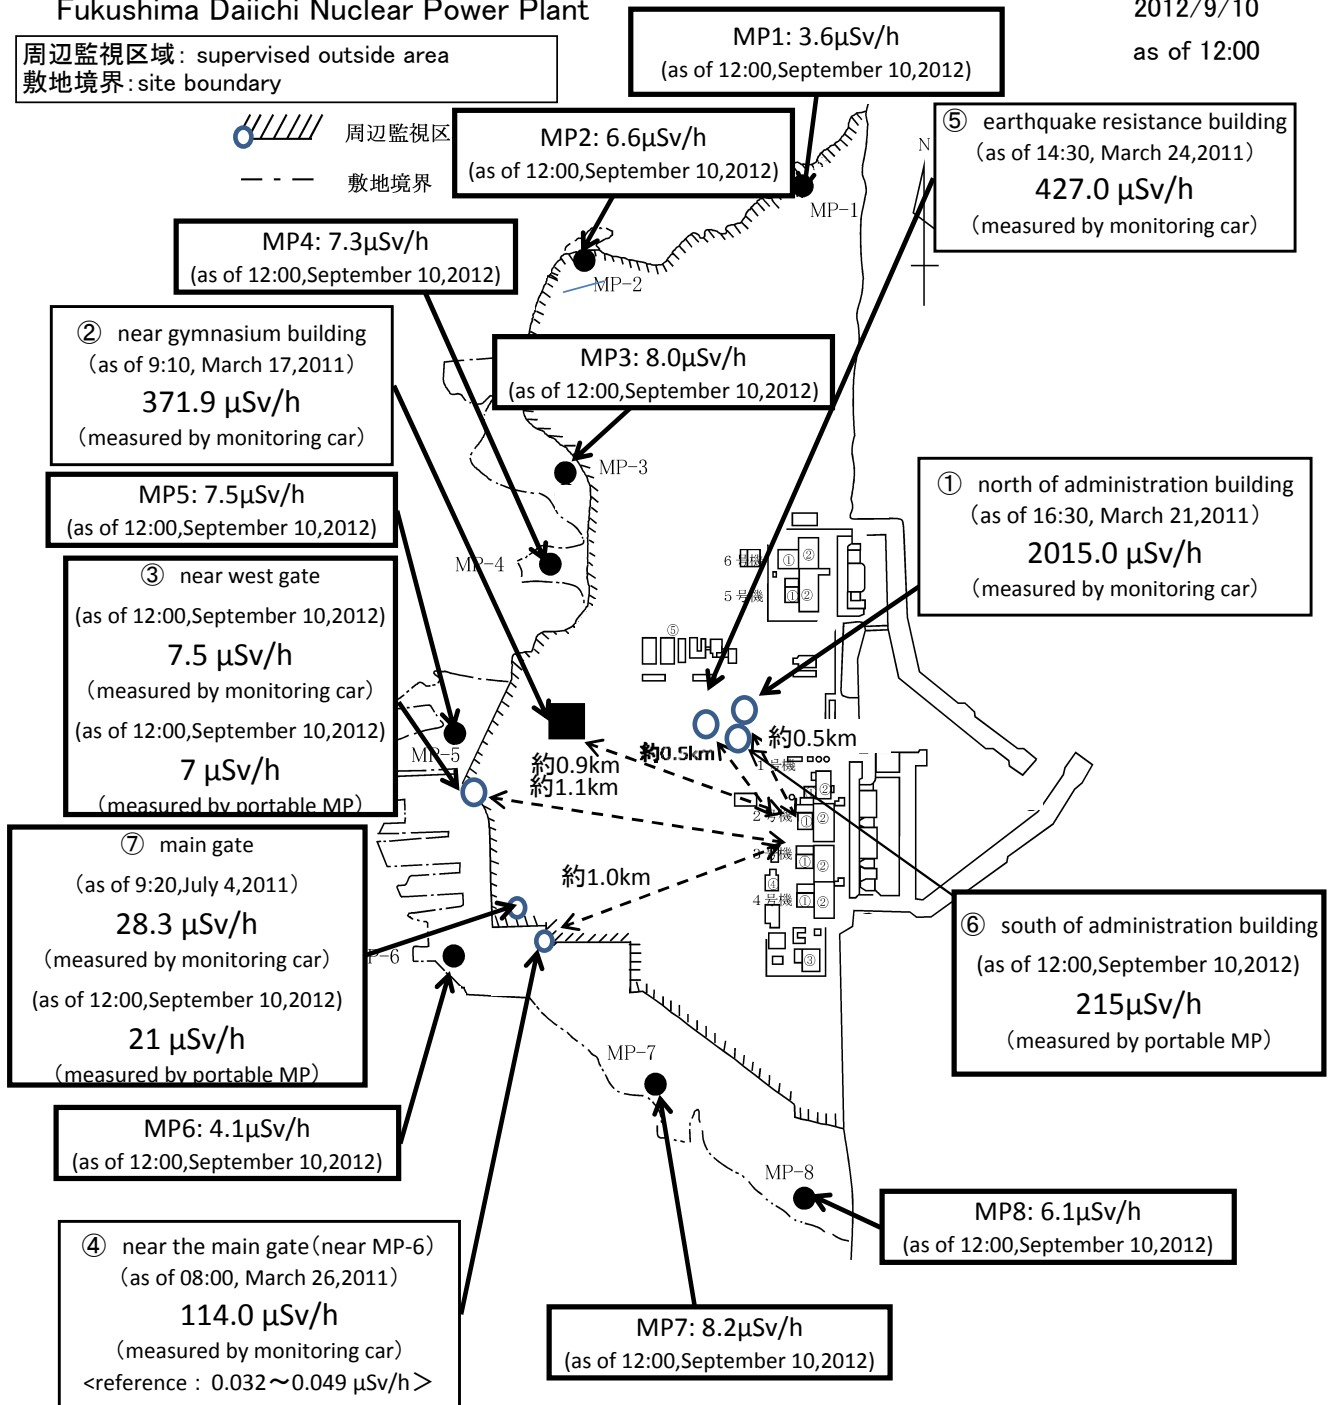 Fukushima Daiichi Nuclear Power Plant
2012/9/10
as of 12:00
周辺監視区域: supervised outside area
敷地境界:site boundary
周辺監視区
敷地境界
MP1: 3.6μSv/h
(as of 12:00,September 10,2012)
MP2: 6.6μSv/h
(as of 12:00,September 10,2012)
⑤ earthquake resistance building
(as of 14:30, March 24,2011)
427.0 μSv/h
(measured by monitoring car)
N
MP-1
MP4: 7.3μSv/h
(as of 12:00,September 10,2012)
MP-2
② near gymnasium building
(as of 9:10, March 17,2011)
371.9 μSv/h
(measured by monitoring car)
MP3: 8.0μSv/h
(as of 12:00,September 10,2012)
MP-3
MP5: 7.5μSv/h
(as of 12:00,September 10,2012)
① north of administration building
(as of 16:30, March 21,2011)
2015.0 μSv/h
(measured by monitoring car)
MP-4
③ near west gate
(as of 12:00,September 10,2012)
7.5 μSv/h
(measured by monitoring car)
(as of 12:00,September 10,2012)
7 μSv/h
(measured by portable MP)
6号機
① ②
5号機
① ②
⑤
MP-5
約0.9km
約1.1km
約0.5km
約0.5km
1号機
②
2号機
① ②
3号機
① ②
④
4号機
① ②
③
約1.0km
⑦ main gate
(as of 9:20,July 4,2011)
28.3 μSv/h
(measured by monitoring car)
(as of 12:00,September 10,2012)
21 μSv/h
(measured by portable MP)
P-6
⑥ south of administration building
(as of 12:00,September 10,2012)
215μSv/h
(measured by portable MP)
MP-7
MP6: 4.1μSv/h
(as of 12:00,September 10,2012)
MP-8
MP8: 6.1μSv/h
(as of 12:00,September 10,2012)
④ near the main gate(near MP-6)
(as of 08:00, March 26,2011)
114.0 μSv/h
(measured by monitoring car)
<reference : 0.032～0.049 μSv/h>
MP7: 8.2μSv/h
(as of 12:00,September 10,2012)